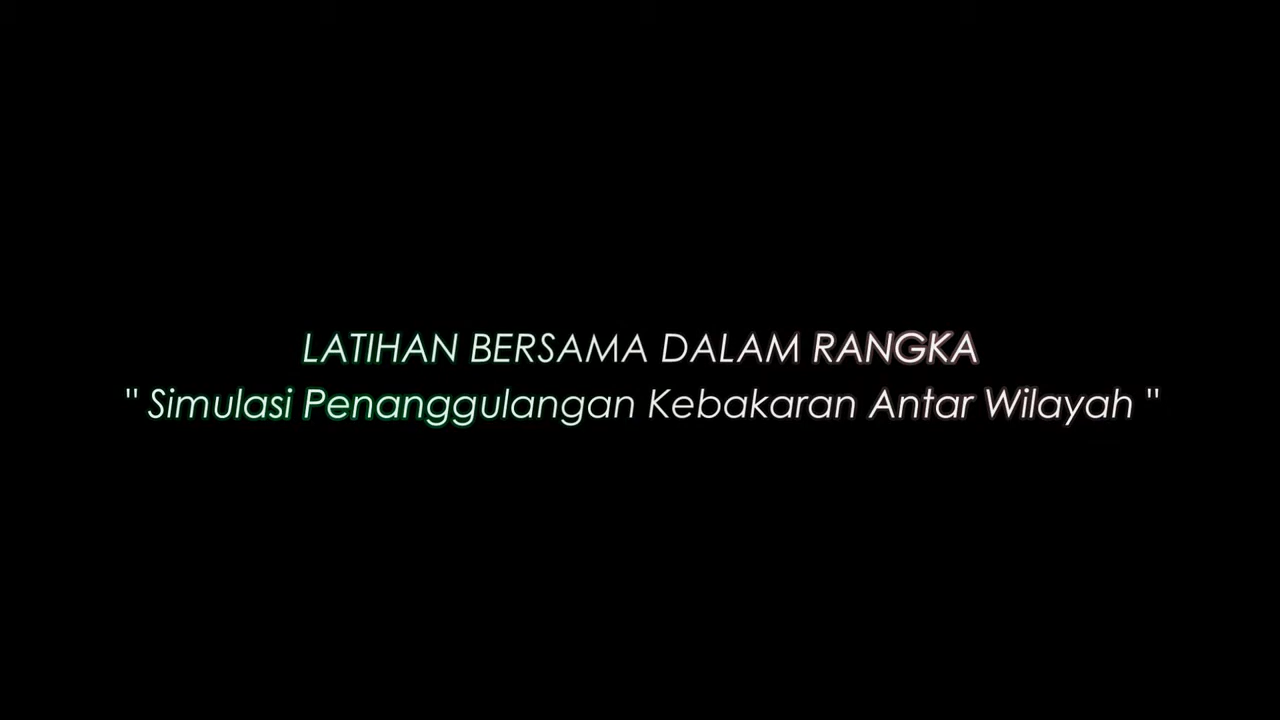 LATIHAN BERSAMA DALAM RANGKA
" Simulasi Penanggulangan Kebakaran Antar Wilayah "